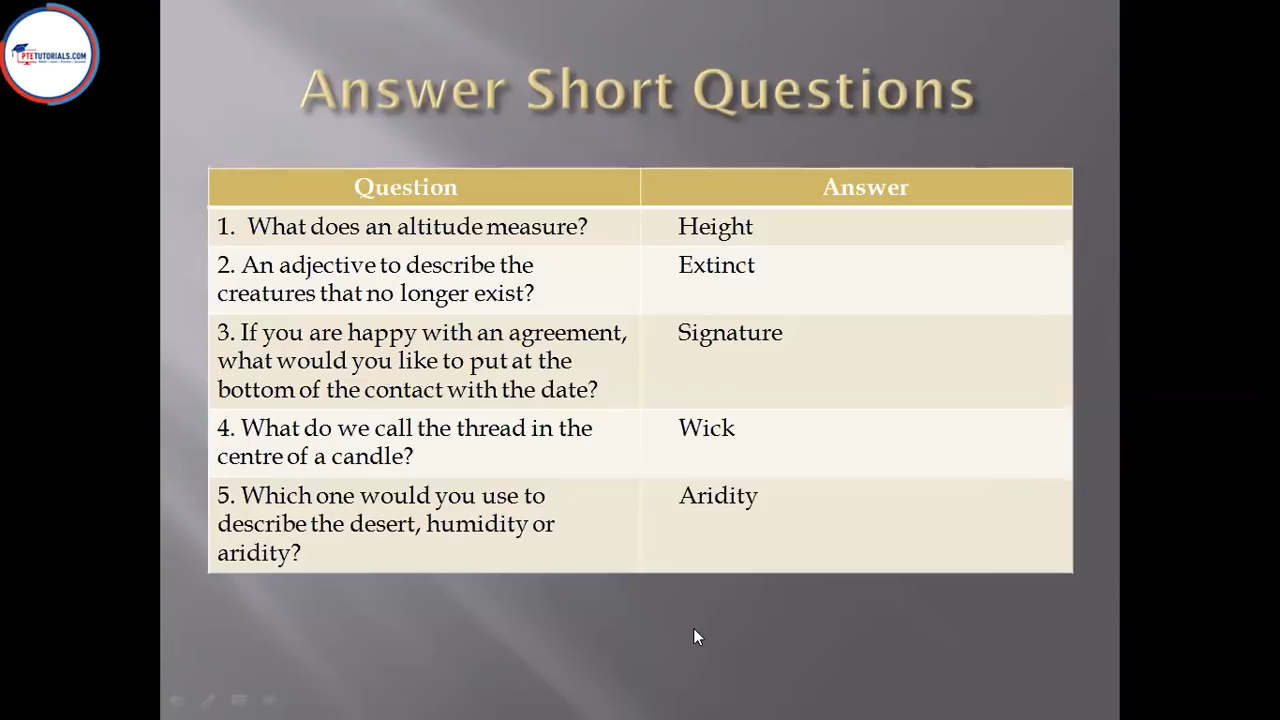 PTETUTORIALS.COM
Answer Short Questions
Question Answer
1. What does an altitude measure? Height
2. An adjective to describe the Extinct
creatures that no longer exist?
3. If you are happy with an agreement, Signature
what would you like to put at the
bottom of the contact with the date?
4. What do we call the thread in the Wick
centre of a candle?
5. Which one would you use to Aridity
describe the desert, humidity or
aridity?